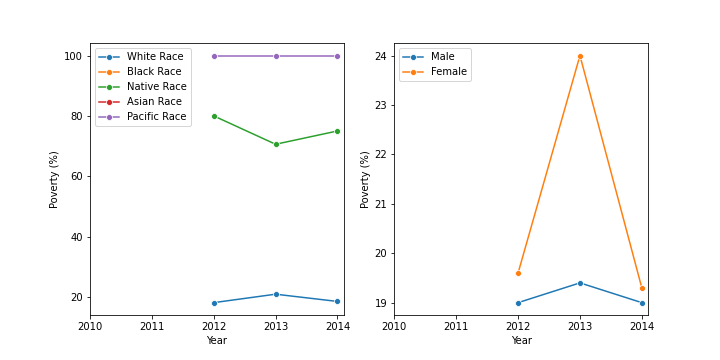 100
80
60
40
20
Poverty (%)
White Race
Black Race
Native Race
Asian Race
Pacific Race
2010 2011 2012 2013 2014
Year
24
23
22
21
20
19
Poverty (%)
Male
Female
2010 2011 2012 2013 2014
Year